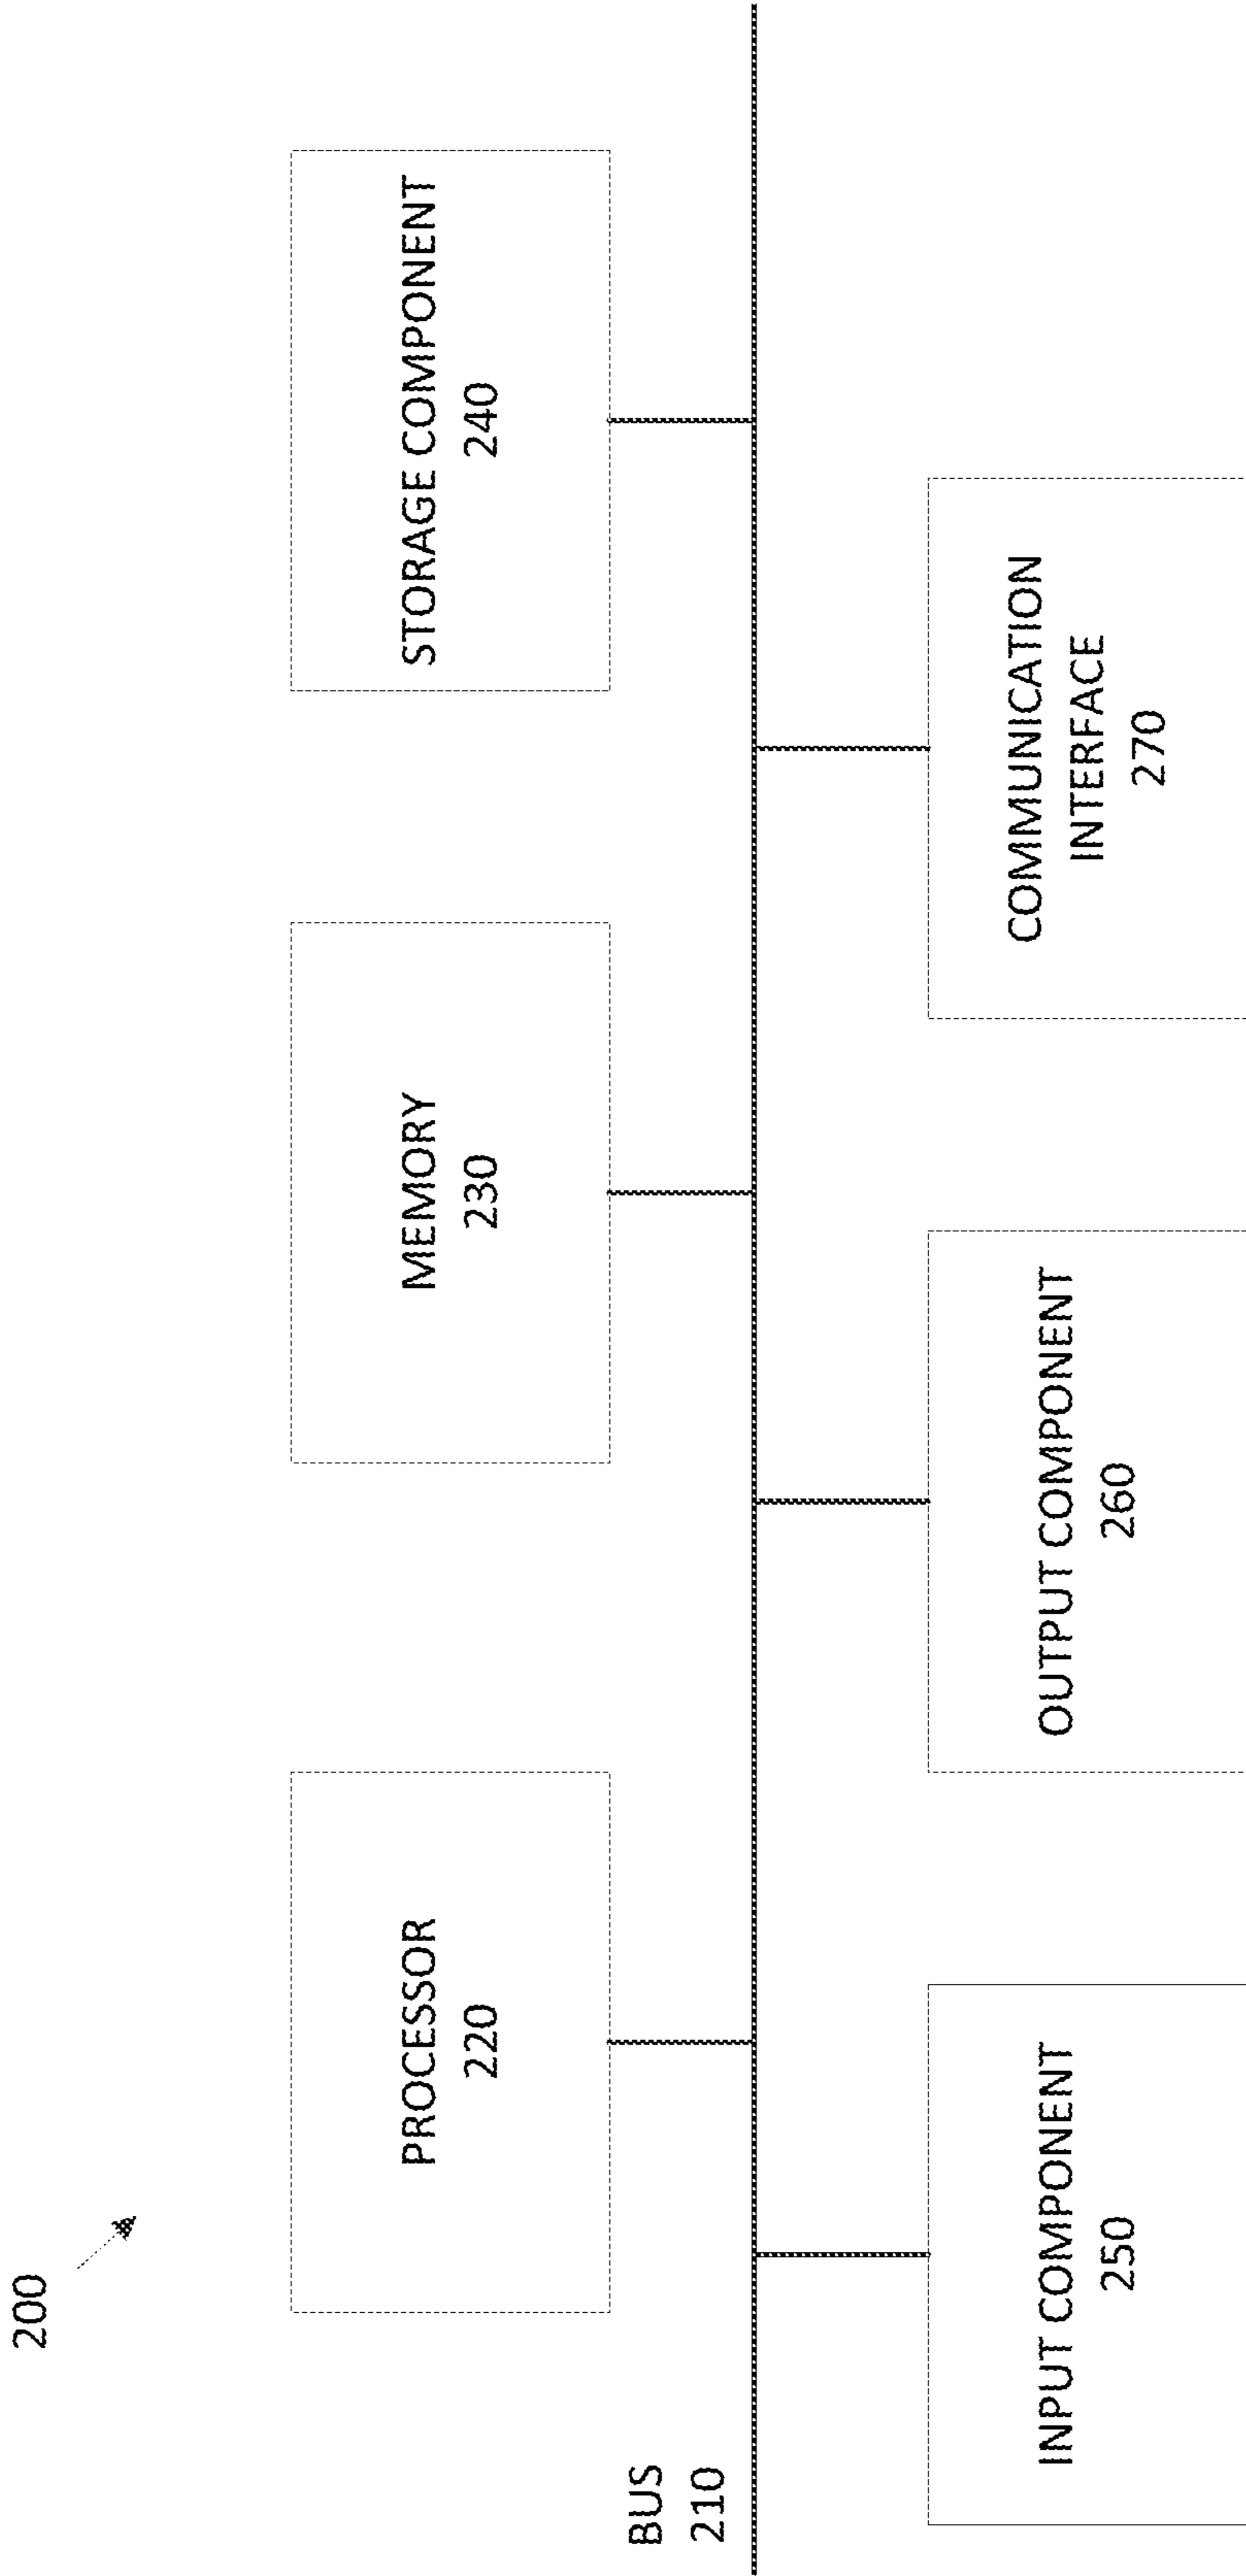 200
PROCESSOR
220
MEMORY
230
STORAGE COMPONENT
240
BUS
210
INPUT COMPONENT
250
OUTPUT COMPONENT
260
COMMUNICATION
INTERFACE
270